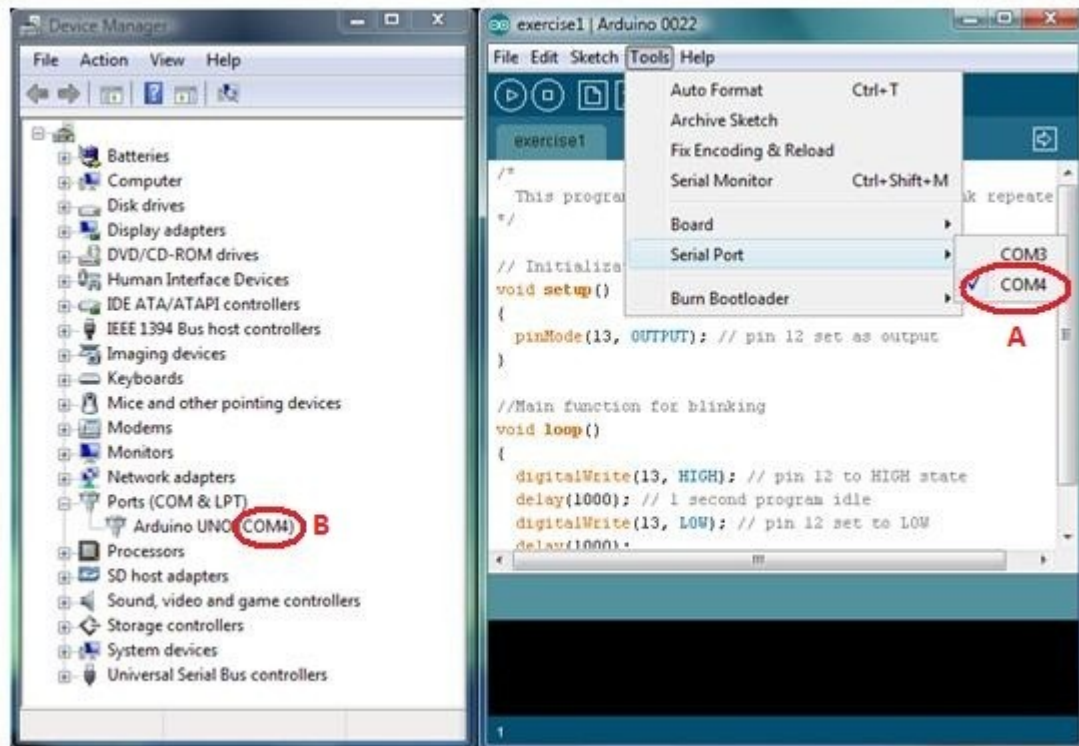 Device Manager
File Action View Help
Batteries
Computer
Disk drives
Display adapters
DVD/CD-ROM drives
Human Interface Devices
IDE ATA/ATAPI controllers
IEEE 1394 Bus host controllers
Imaging devices
Keyboards
Mice and other pointing devices
Modems
Monitors
Network adapters
Ports (COM & LPT)
Arduino UNO (COM4) B
Processors
SD host adapters
Sound, video and game controllers
Storage controllers
System devices
Universal Serial Bus controllers
exercise1 | Arduino 0022
File Edit Sketch Tools Help
Auto Format Ctrl+T
Archive Sketch
Fix Encoding & Reload
Serial Monitor Ctrl+Shift+M
Board
Serial Port
Burn Bootloader
COM3
COM4
A
exercise1
/*
This progra
k repeate
*/
// Initializa
void setup()
{
pinMode(13, OUTPUT); // pin 12 set as output
}
//Main function for blinking
void loop()
{
digitalWrite(13, HIGH); // pin 12 to HIGH state
delay(1000); // 1 second program idle
digitalWrite(13, LOW); // pin 12 set to LOW
delay(1000);
1